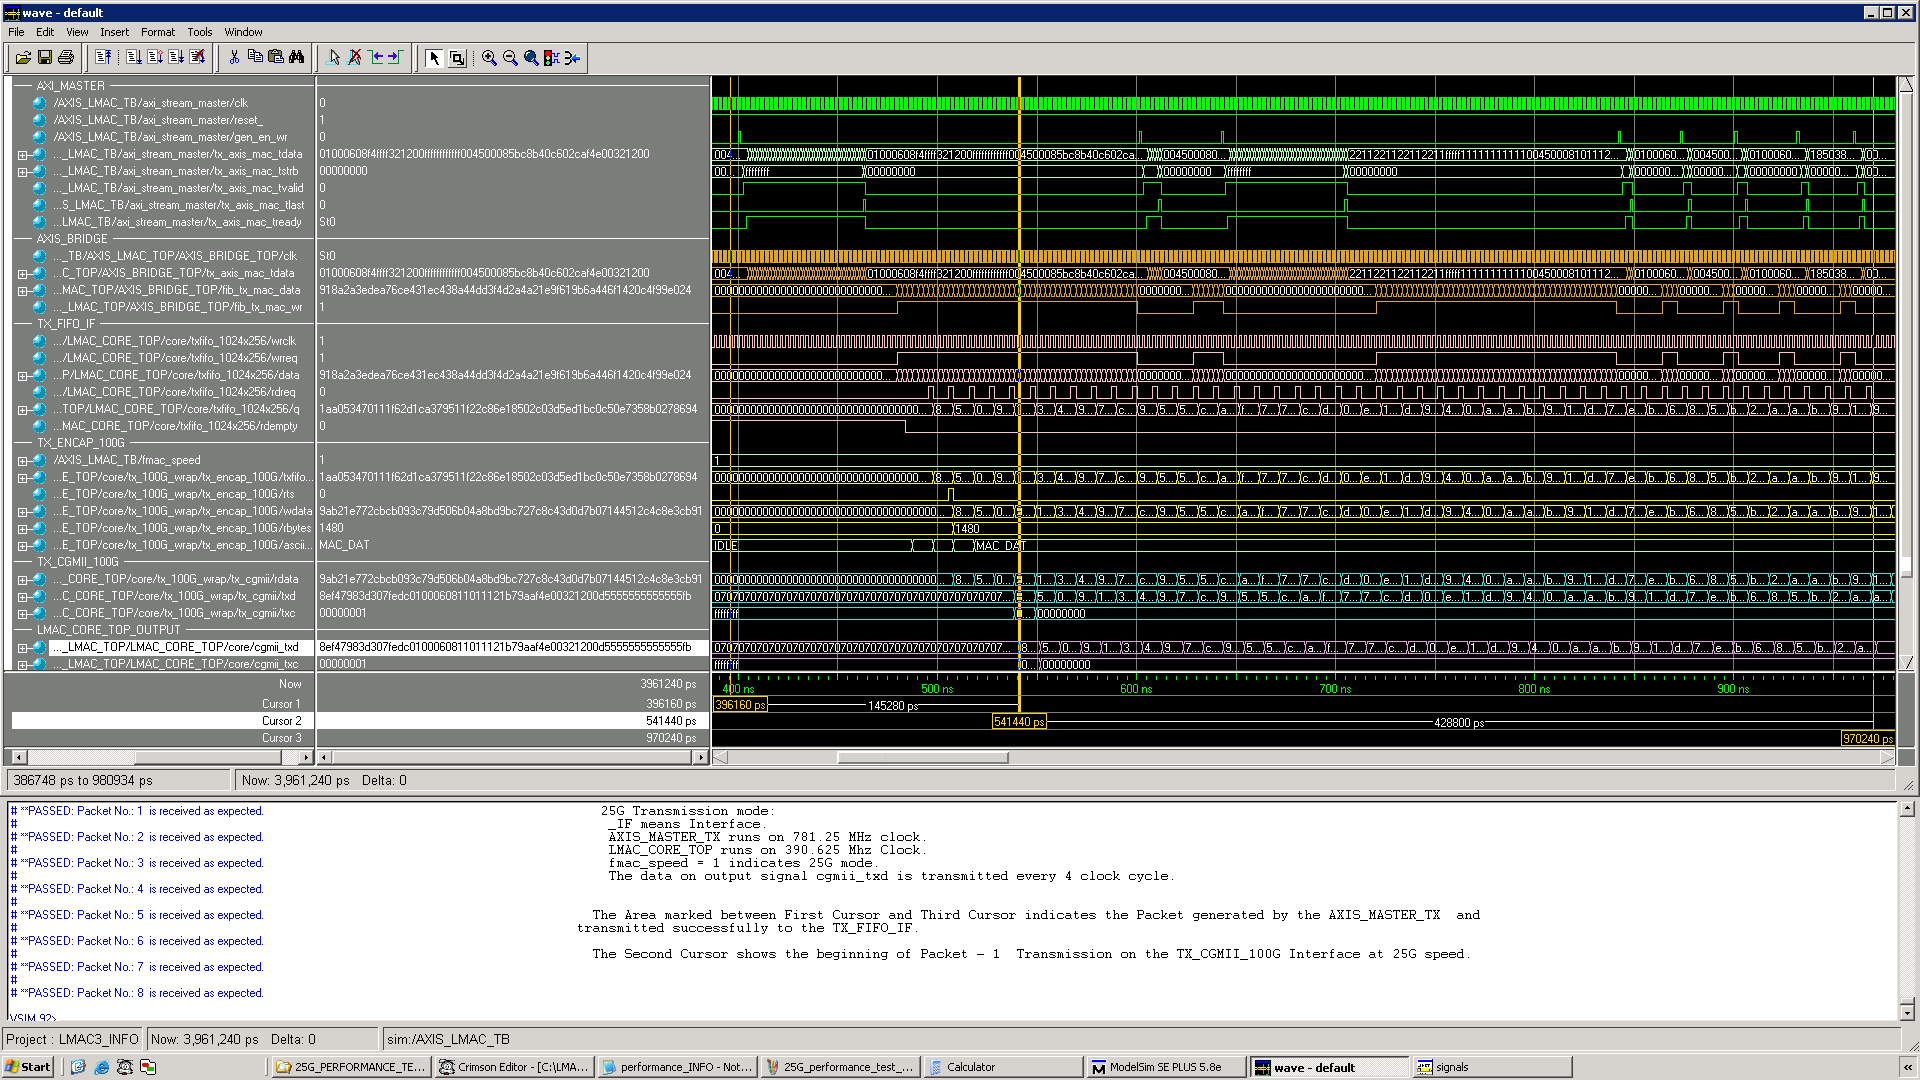 wave - default
File Edit View Insert Format Tools Window
AXI_MASTER
/AXIS_LMAC_TB/axi_stream_master/clk 0
/AXIS_LMAC_TB/axi_stream_master/reset_ 1
/AXIS_LMAC_TB/axi_stream_master/gen_en_wr 0
..._LMAC_TB/axi_stream_master/tx_axis_mac_tdata 01000608f4ffff321200ffffffffffff004500085bc8b40c602caf4e00321200
..._LMAC_TB/axi_stream_master/tx_axis_mac_tstrb 00000000
..._LMAC_TB/axi_stream_master/tx_axis_mac_tvalid 0
...S_LMAC_TB/axi_stream_master/tx_axis_mac_tlast 0
...LMAC_TB/axi_stream_master/tx_axis_mac_tready St0
AXIS_BRIDGE
..._TB/AXIS_LMAC_TOP/AXIS_BRIDGE_TOP/clk St0
...C_TOP/AXIS_BRIDGE_TOP/tx_axis_mac_tdata 01000608f4ffff321200ffffffffffff004500085bc8b40c602caf4e00321200
...MAC_TOP/AXIS_BRIDGE_TOP/fib_tx_mac_data 918a2a3edea76ce431ec438a44dd3f4d2a4a21e9f619b6a446f1420c4f99e024
..._LMAC_TOP/AXIS_BRIDGE_TOP/fib_tx_mac_wr 1
TX_FIFO_IF
.../LMAC_CORE_TOP/core/txfifo_1024x256/wrclk 1
.../LMAC_CORE_TOP/core/txfifo_1024x256/wrreq 1
...P/LMAC_CORE_TOP/core/txfifo_1024x256/data 918a2a3edea76ce431ec438a44dd3f4d2a4a21e9f619b6a446f1420c4f99e024
.../LMAC_CORE_TOP/core/txfifo_1024x256/rdreq 0
...TOP/LMAC_CORE_TOP/core/txfifo_1024x256/q 1aa053470111f62d1ca379511f22c86e18502c03d5ed1bc0c50e7358b0278694
...MAC_CORE_TOP/core/txfifo_1024x256/rdempty 0
TX_ENCAP_100G
/AXIS_LMAC_TB/fmac_speed 1
...E_TOP/core/tx_100G_wrap/tx_encap_100G/txfifo... 1aa053470111f62d1ca379511f22c86e18502c03d5ed1bc0c50e7358b0278694
...E_TOP/core/tx_100G_wrap/tx_encap_100G/rts 0
...E_TOP/core/tx_100G_wrap/tx_encap_100G/wdata 9ab21e772cbcb093c79d506b04a8bd9bc727c8c43d0d7b07144512c4c8e3cb91
...E_TOP/core/tx_100G_wrap/tx_encap_100G/rbytes 1480
...E_TOP/core/tx_100G_wrap/tx_encap_100G/ascii... MAC_DAT
IDLE 1480 MAC_DAT
TX_CGMII_100G
..._CORE_TOP/core/tx_100G_wrap/tx_cgmii/rdata 9ab21e772cbcb093c79d506b04a8bd9bc727c8c43d0d7b07144512c4c8e3cb91
...C_CORE_TOP/core/tx_100G_wrap/tx_cgmii/txd 8ef47983d307fedc0100060811011121b79aaf4e00321200d5555555555555fb
...C_CORE_TOP/core/tx_100G_wrap/tx_cgmii/txc 00000001
LMAC_CORE_TOP_OUTPUT
..._LMAC_TOP/LMAC_CORE_TOP/core/cgmii_txd 8ef47983d307fedc0100060811011121b79aaf4e00321200d5555555555555fb
..._LMAC_TOP/LMAC_CORE_TOP/core/cgmii_txc 00000001
Now 3961240 ps 400 ns 500 ns 600 ns 700 ns 800 ns 900 ns
Cursor 1 396160 ps 396160 ps 145280 ps
Cursor 2 541440 ps 541440 ps 428800 ps
Cursor 3 970240 ps 970240 ps
386748 ps to 980934 ps Now: 3,961,240 ps Delta: 0
# **PASSED: Packet No.: 1 is received as expected.
#
# **PASSED: Packet No.: 2 is received as expected.
#
# **PASSED: Packet No.: 3 is received as expected.
#
# **PASSED: Packet No.: 4 is received as expected.
#
# **PASSED: Packet No.: 5 is received as expected.
#
# **PASSED: Packet No.: 6 is received as expected.
#
# **PASSED: Packet No.: 7 is received as expected.
#
# **PASSED: Packet No.: 8 is received as expected.
VSIM 92>
25G Transmission mode:
_IF means Interface.
AXIS_MASTER_TX runs on 781.25 MHz clock.
LMAC_CORE_TOP runs on 390.625 Mhz Clock.
fmac_speed = 1 indicates 25G mode.
The data on output signal cgmii_txd is transmitted every 4 clock cycle.
The Area marked between First Cursor and Third Cursor indicates the Packet generated by the AXIS_MASTER_TX and
transmitted successfully to the TX_FIFO_IF.
The Second Cursor shows the beginning of Packet - 1 Transmission on the TX_CGMII_100G Interface at 25G speed.
Project : LMAC3_INFO Now: 3,961,240 ps Delta: 0 sim:/AXIS_LMAC_TB
Start 25G_PERFORMANCE_TE... Crimson Editor - [C:\LMA... performance_INFO - Not... 25G_performance_test_... Calculator ModelSim SE PLUS 5.8e wave - default signals